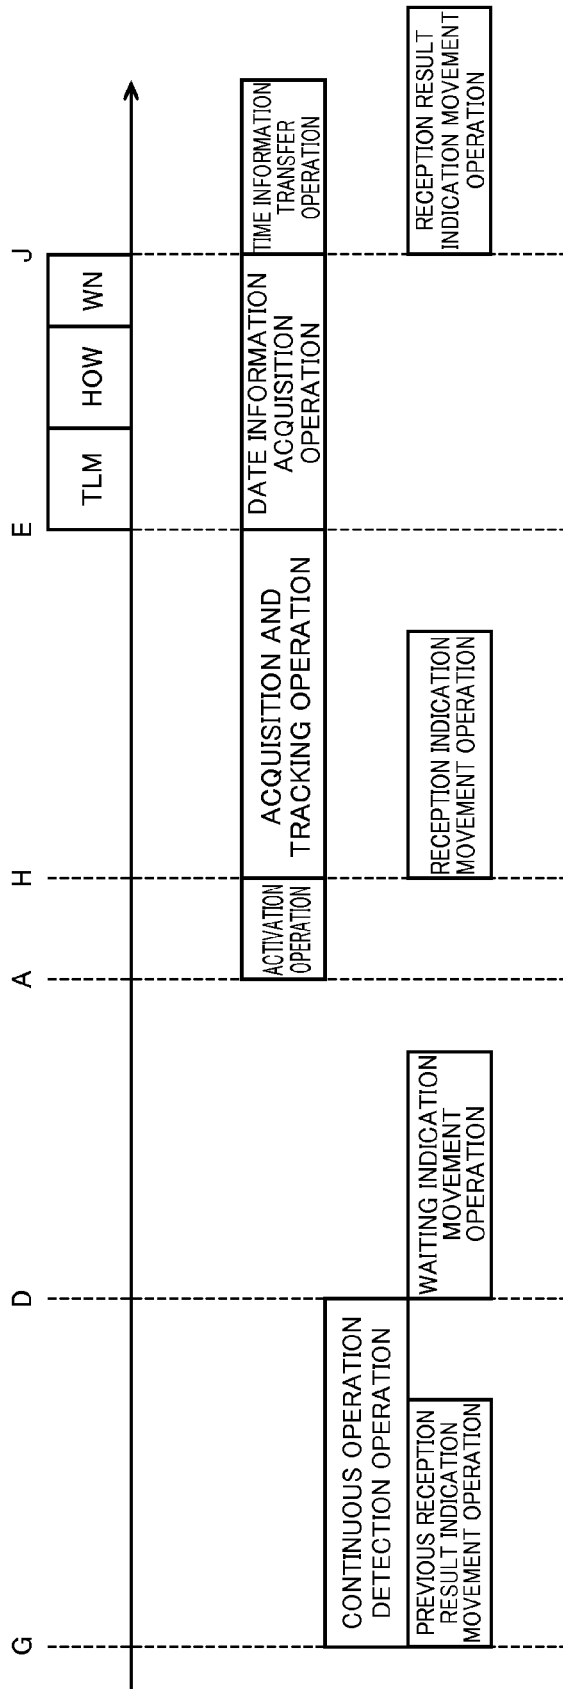 G
D
A
H
E
J
TLM
HOW
WN
ACTIVATION
OPERATION
ACQUISITION AND
TRACKING OPERATION
DATE INFORMATION
ACQUISITION
OPERATION
TIME INFORMATION
TRANSFER
OPERATION
CONTINUOUS OPERATION
DETECTION OPERATION
PREVIOUS RECEPTION
RESULT INDICATION
MOVEMENT OPERATION
WAITING INDICATION
MOVEMENT
OPERATION
RECEPTION INDICATION
MOVEMENT OPERATION
RECEPTION RESULT
INDICATION MOVEMENT
OPERATION